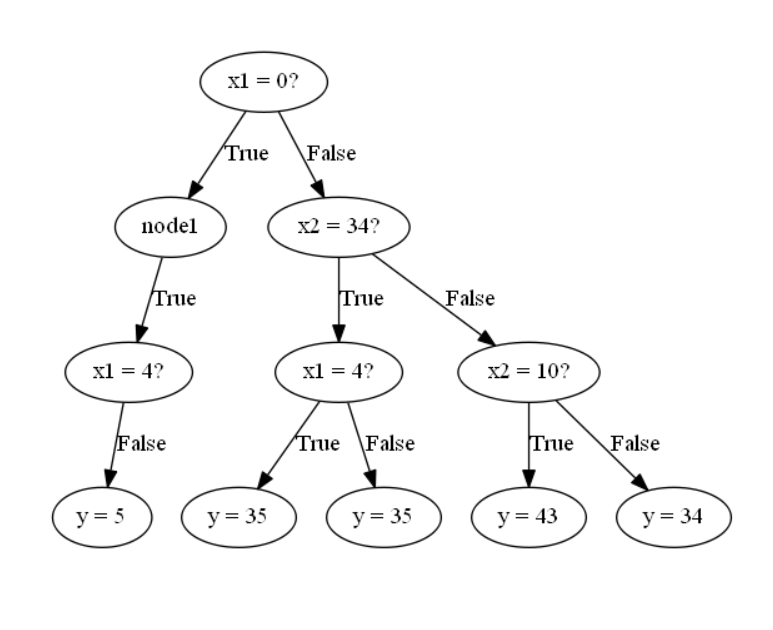 x1 = 0?
True
False
node1
x2 = 34?
True
True
False
x1 = 4?
x1 = 4?
x2 = 10?
False
True
False
True
False
y = 5
y = 35
y = 35
y = 43
y = 34